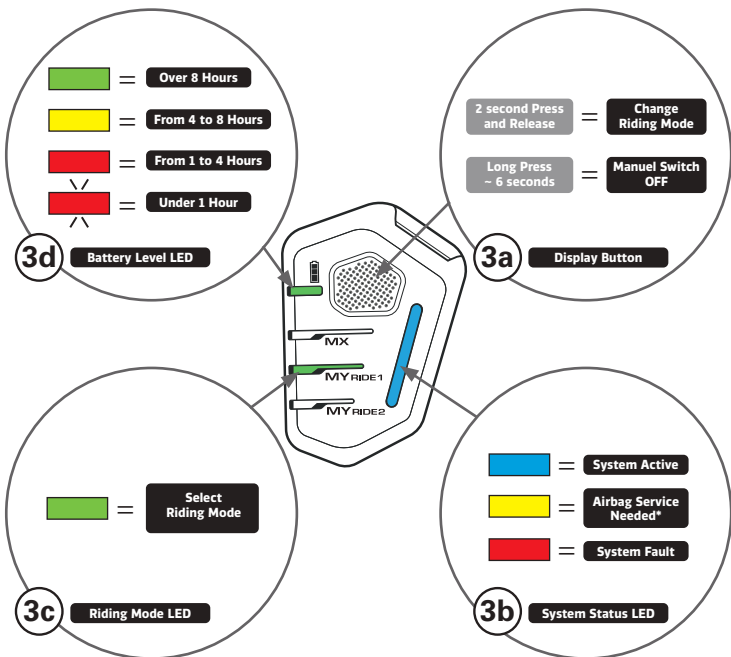 =
Over 8 Hours
=
From 4 to 8 Hours
=
From 1 to 4 Hours
=
Under 1 Hour
3d
Battery Level LED
2 second Press
and Release
=
Change
Riding Mode
Long Press
~ 6 seconds
=
Manuel Switch
OFF
3a
Display Button
MX
MY RIDE1
MY RIDE2
=
Select
Riding Mode
3c
Riding Mode LED
=
System Active
=
Airbag Service
Needed*
=
System Fault
3b
System Status LED